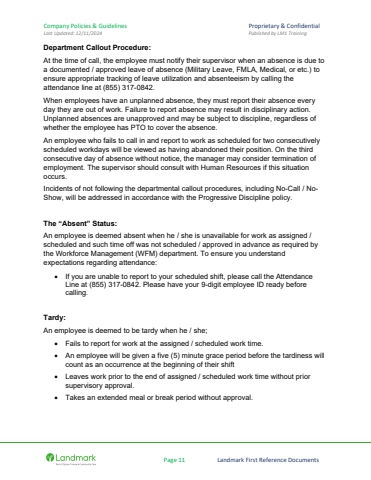 Company Policies & Guidelines
Proprietary & Confidential
Last Updated: 12/11/2024
Published by LMS Training
Department Callout Procedure:
At the time of call, the employee must notify their supervisor when an absence is due to
a documented / approved leave of absence (Military Leave, FMLA, Medical, or etc.) to
ensure appropriate tracking of leave utilization and absenteeism by calling the
attendance line at (855) 317-0842.
When employees have an unplanned absence, they must report their absence every
day they are out of work. Failure to report absence may result in disciplinary action.
Unplanned absences are unapproved and may be subject to discipline, regardless of
whether the employee has PTO to cover the absence.
An employee who fails to call in and report to work as scheduled for two consecutively
scheduled workdays will be viewed as having abandoned their position. On the third
consecutive day of absence without notice, the manager may consider termination of
employment. The supervisor should consult with Human Resources if this situation
occurs.
Incidents of not following the departmental callout procedures, including No-Call / No-
Show, will be addressed in accordance with the Progressive Discipline policy.
The “Absent” Status:
An employee is deemed absent when he / she is unavailable for work as assigned /
scheduled and such time off was not scheduled / approved in advance as required by
the Workforce Management (WFM) department. To ensure you understand
expectations regarding attendance:
• If you are unable to report to your scheduled shift, please call the Attendance
Line at (855) 317-0842. Please have your 9-digit employee ID ready before
calling.
Tardy:
An employee is deemed to be tardy when he / she;
• Fails to report for work at the assigned / scheduled work time.
• An employee will be given a five (5) minute grace period before the tardiness will
count as an occurrence at the beginning of their shift
• Leaves work prior to the end of assigned / scheduled work time without prior
supervisory approval.
• Takes an extended meal or break period without approval.
Landmark
Page 11
Landmark First Reference Documents